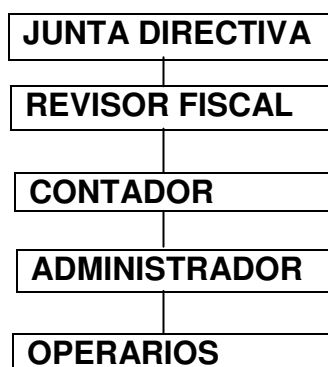 JUNTA DIRECTIVA
REVISOR FISCAL
CONTADOR
ADMINISTRADOR
OPERARIOS